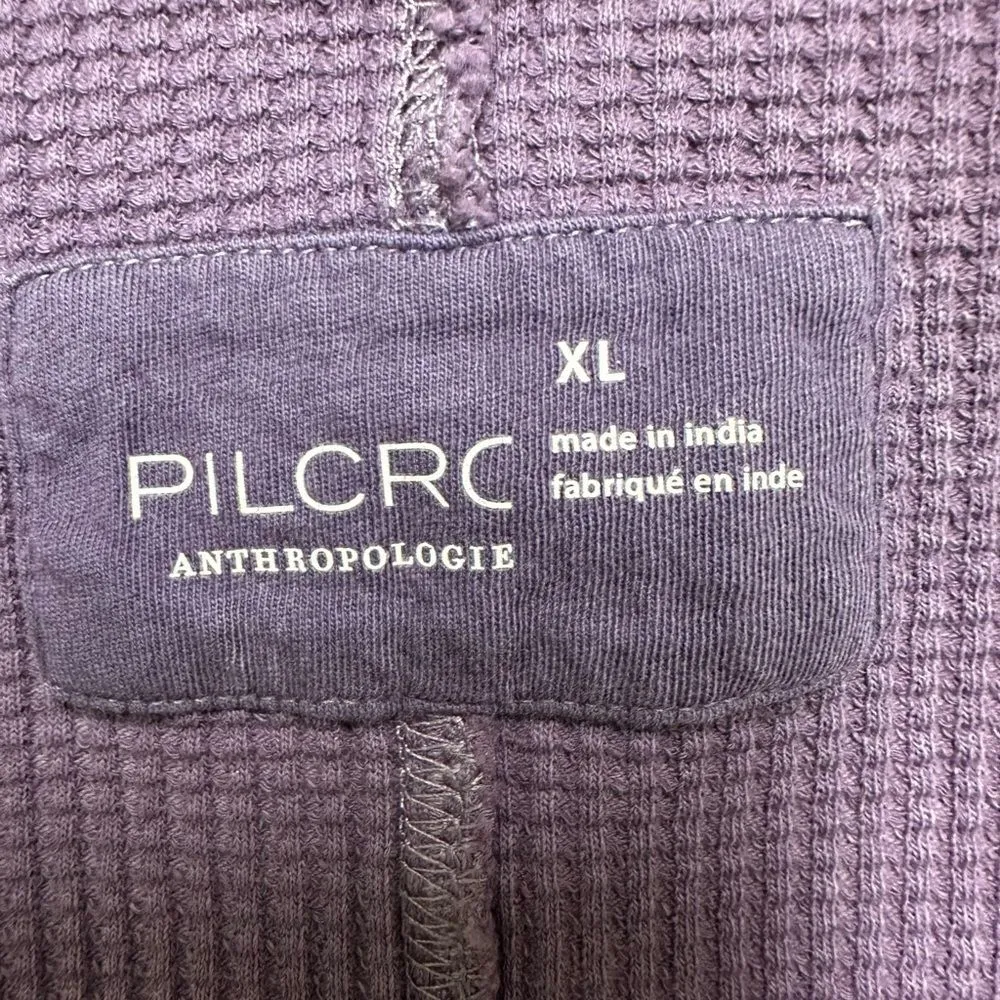 XL
made in india
fabriqué en inde
PILCRO
ANTHROPOLOGIE